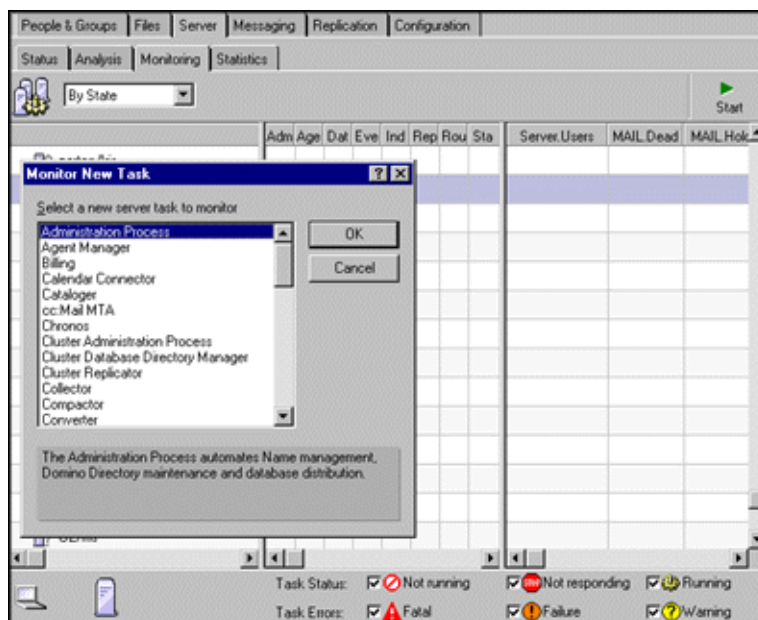 People & Groups Files Server Messaging Replication Configuration
Status Analysis Monitoring Statistics
By State
Start
Adm Age Dat Eve Ind Rep Rou Sta Server.Users MAIL.Dead MAIL.Hok
Monitor New Task
Select a new server task to monitor
Administration Process
Agent Manager
Billing
Calendar Connector
Cataloger
cc:Mail MTA
Chronos
Cluster Administration Process
Cluster Database Directory Manager
Cluster Replicator
Collector
Compactor
Converter
OK
Cancel
The Administration Process automates Name management,
Domino Directory maintenance and database distribution.
Task Status: Not running STOP Not responding Running
Task Errors: Fatal Failure Warning